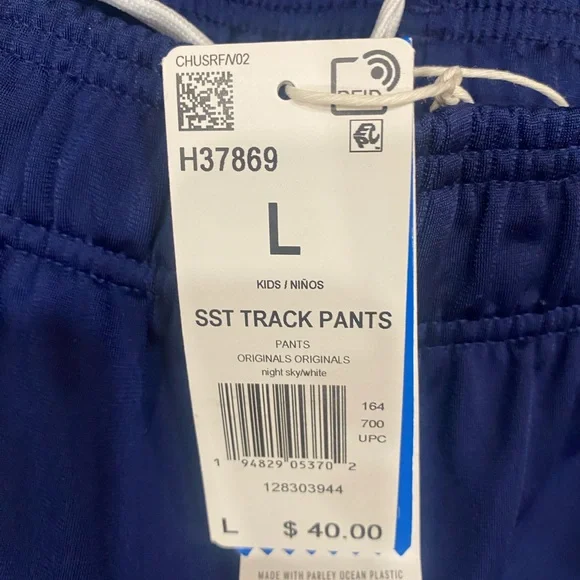 CHUSRF/V02
RFID
H37869
L
KIDS / NIÑOS
SST TRACK PANTS
PANTS
ORIGINALS ORIGINALS
night sky/white
164
700
UPC
1 94829 05370 2
128303944
L $ 40.00
MADE WITH PARLEY OCEAN PLASTIC